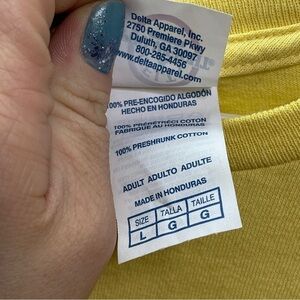 Delta Apparel, Inc.
2750 Premiere Pkwy
Duluth, GA 30097
800-285-4456
www.deltaapparel.com
100% PRE-ENCOGIDO ALGODÓN
HECHO EN HONDURAS
100% PRÉRÉTRÉCI COTON
FABRIQUE AU HONDURAS
100% PRESHRUNK COTTON
ADULT ADULTO ADULTE
MADE IN HONDURAS
SIZE TALLA TAILLE
L G G